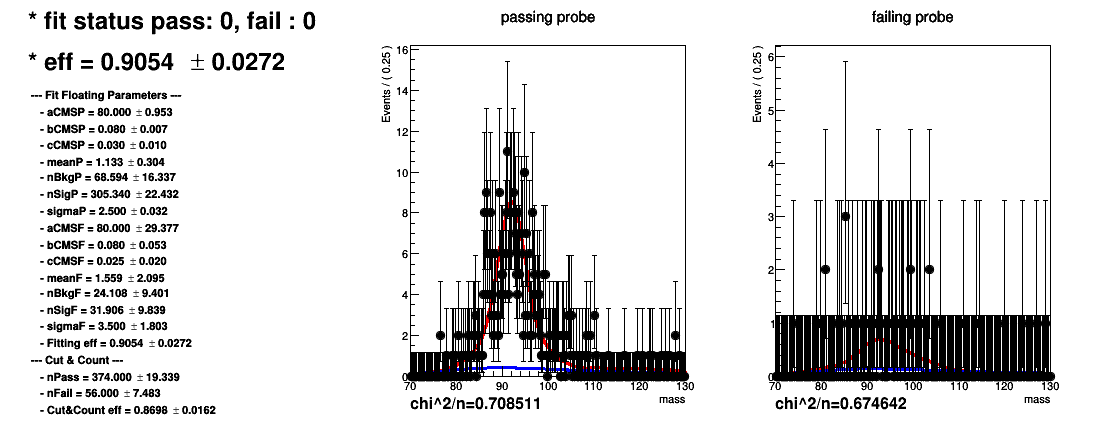 * fit status pass: 0, fail : 0
* eff = 0.9054 ± 0.0272
--- Fit Floating Parameters ---
- aCMSP = 80.000 ± 0.953
- bCMSP = 0.080 ± 0.007
- cCMSP = 0.030 ± 0.010
- meanP = 1.133 ± 0.304
- nBkgP = 68.594 ± 16.337
- nSigP = 305.340 ± 22.432
- sigmaP = 2.500 ± 0.032
- aCMSF = 80.000 ± 29.377
- bCMSF = 0.080 ± 0.053
- cCMSF = 0.025 ± 0.020
- meanF = 1.559 ± 2.095
- nBkgF = 24.108 ± 9.401
- nSigF = 31.906 ± 9.839
- sigmaF = 3.500 ± 1.803
- Fitting eff = 0.9054 ± 0.0272
--- Cut & Count ---
- nPass = 374.000 ± 19.339
- nFail = 56.000 ± 7.483
- Cut&Count eff = 0.8698 ± 0.0162
passing probe
Events / ( 0.25 )
16
14
12
10
8
6
4
2
0
70 80 90 100 110 120 130
mass
chi^2/n=0.708511
failing probe
Events / ( 0.25 )
6
5
4
3
2
1
0
70 80 90 100 110 120 130
mass
chi^2/n=0.674642